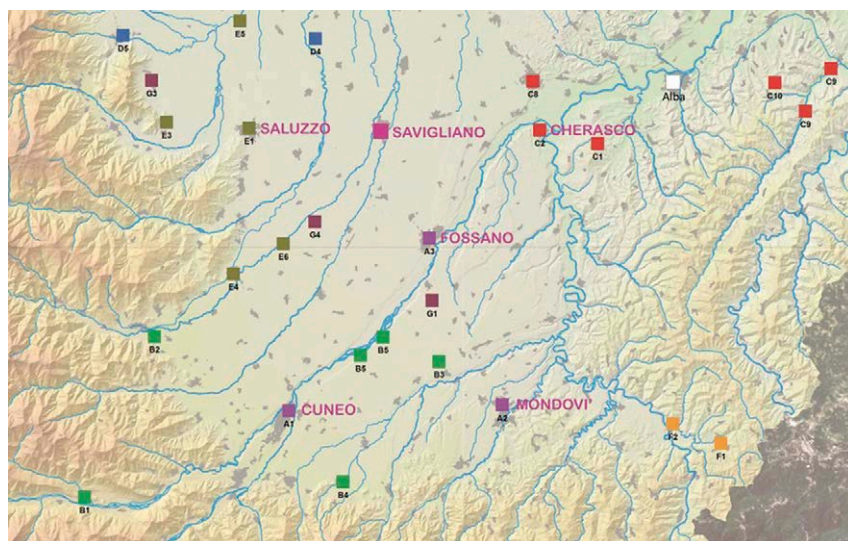 E5
D5
D4
G3
C8
Alba
C10
C9
E3
E1
SALUZZO
SAVIGLIANO
C2
CHERASCO
C1
C9
G4
E6
A3
FOSSANO
E4
G1
B2
B5
B5
B3
A1
CUNEO
A2
MONDOVI'
F2
F1
B4
B1